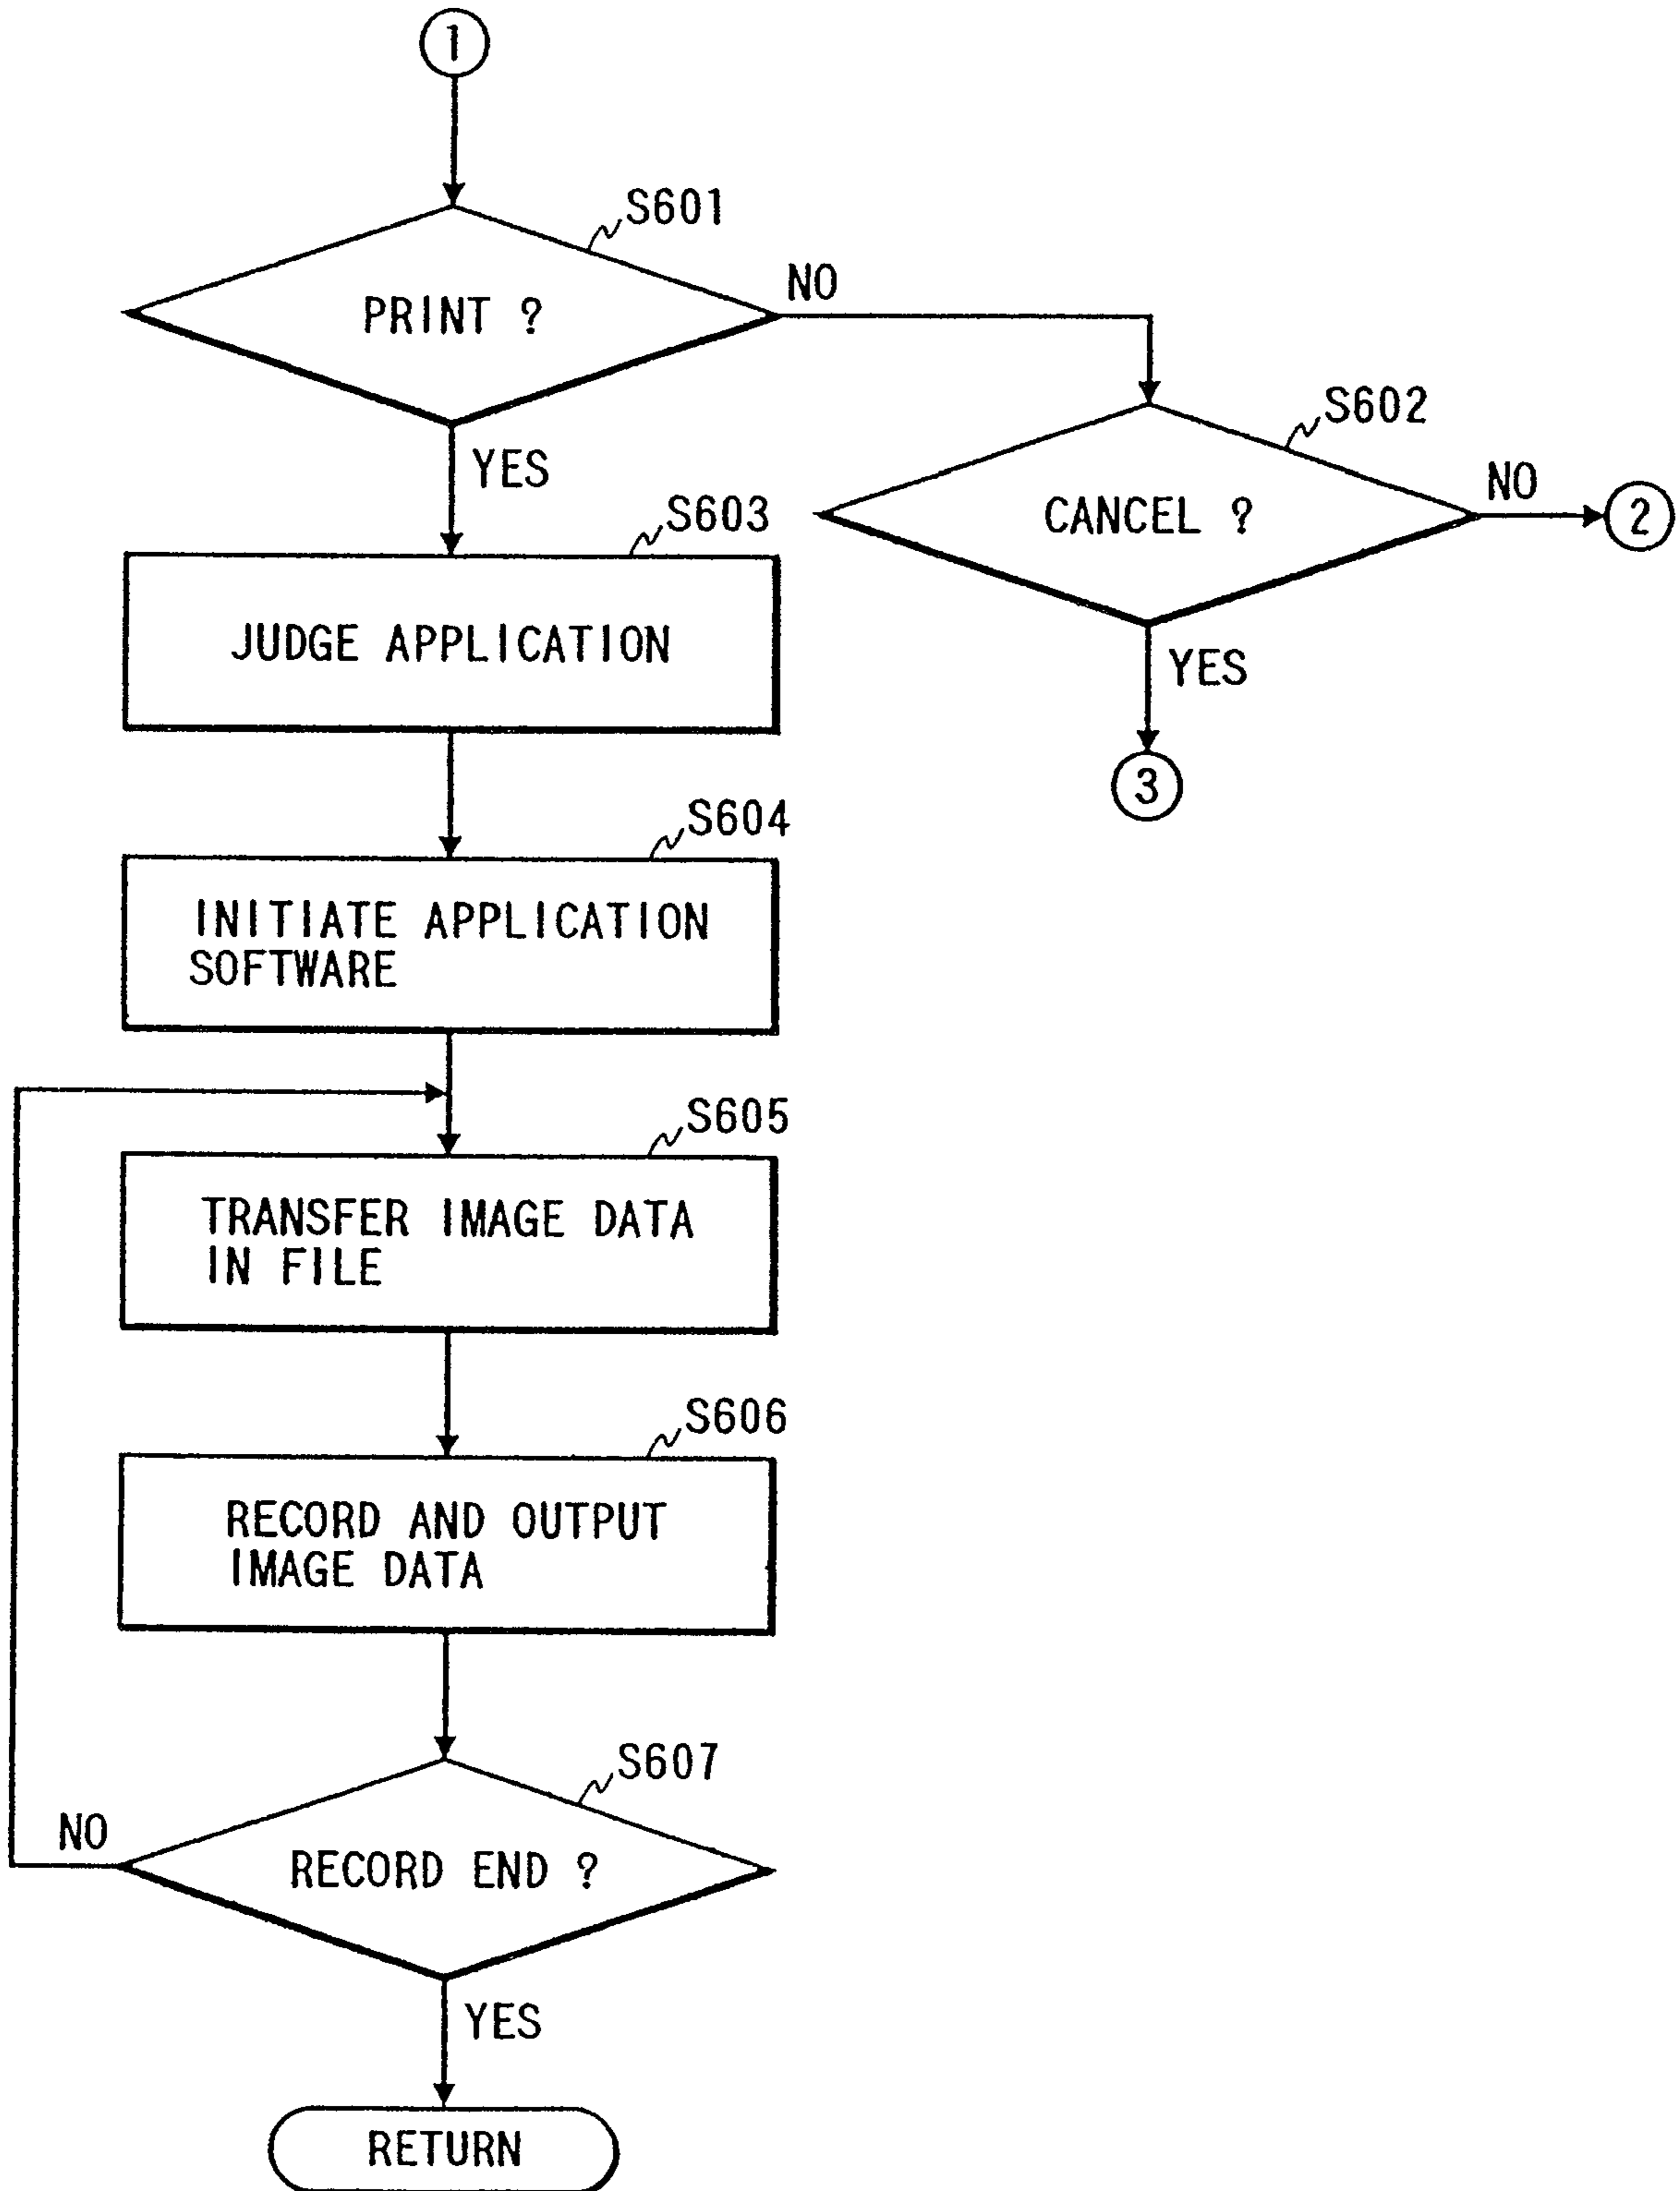 1
S601
PRINT ?
NO
S602
YES
CANCEL ?
NO
2
S603
JUDGE APPLICATION
YES
3
S604
INITIATE APPLICATION
SOFTWARE
S605
TRANSFER IMAGE DATA
IN FILE
S606
RECORD AND OUTPUT
IMAGE DATA
S607
NO
RECORD END ?
YES
RETURN